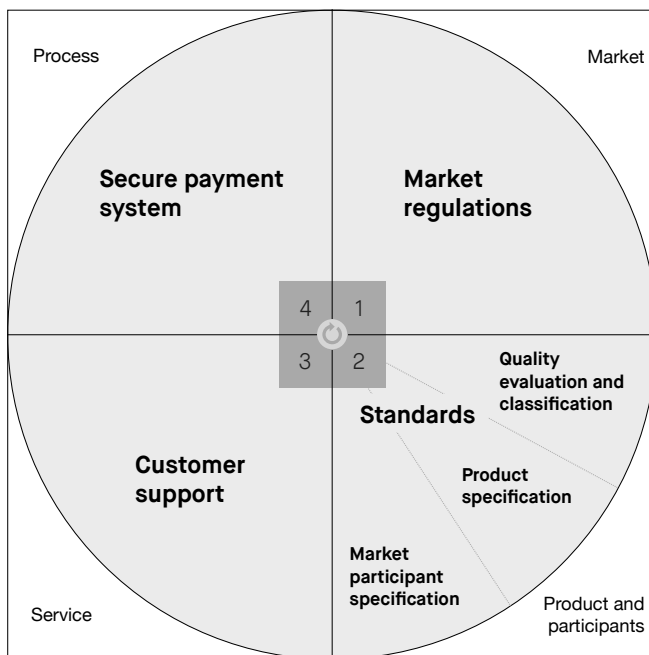 Process
Market
Secure payment
system
Market
regulations
4
1
3
2
Quality
evaluation and
classification
Standards
Customer
support
Product
specification
Market
participant
specification
Service
Product and
participants